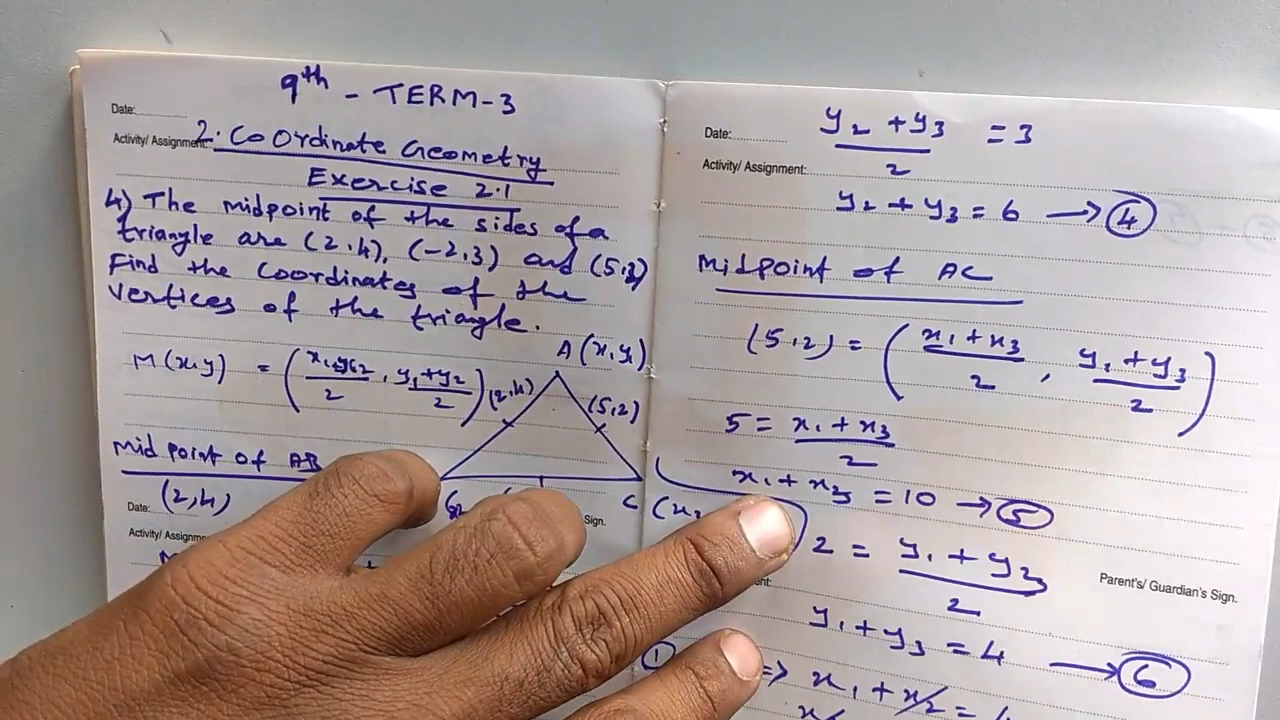 9th - TERM-3
Date:
Activity/ Assignment: 2. Coordinate Geometry
Exercise 2.1
4) The midpoint of the sides of a
triangle are (2,4), (-2,3) and (5,2)
Find the Coordinates of the
vertices of the triangle.
A (x,y1)
M(x,y) = ( , y1+y2/2)
(2,4)
(5,2)
Mid point of AB
(2,4)
C (x3
Date:
Sign.
Date:
Activity/ Assignment:
y2 + y3 / 2 = 3
y2 + y3 = 6 → ④
Midpoint of AC
(5,2) = ( x1 + x3 / 2 , y1 + y3 / 2 )
5 = x1 + x3 / 2
x1 + x3 = 10 → ⑤
2 = y1 + y3 / 2
Parent's/ Guardian's Sign.
y1 + y3 = 4 → ⑥
① ⇒ x1 + x2 = 4